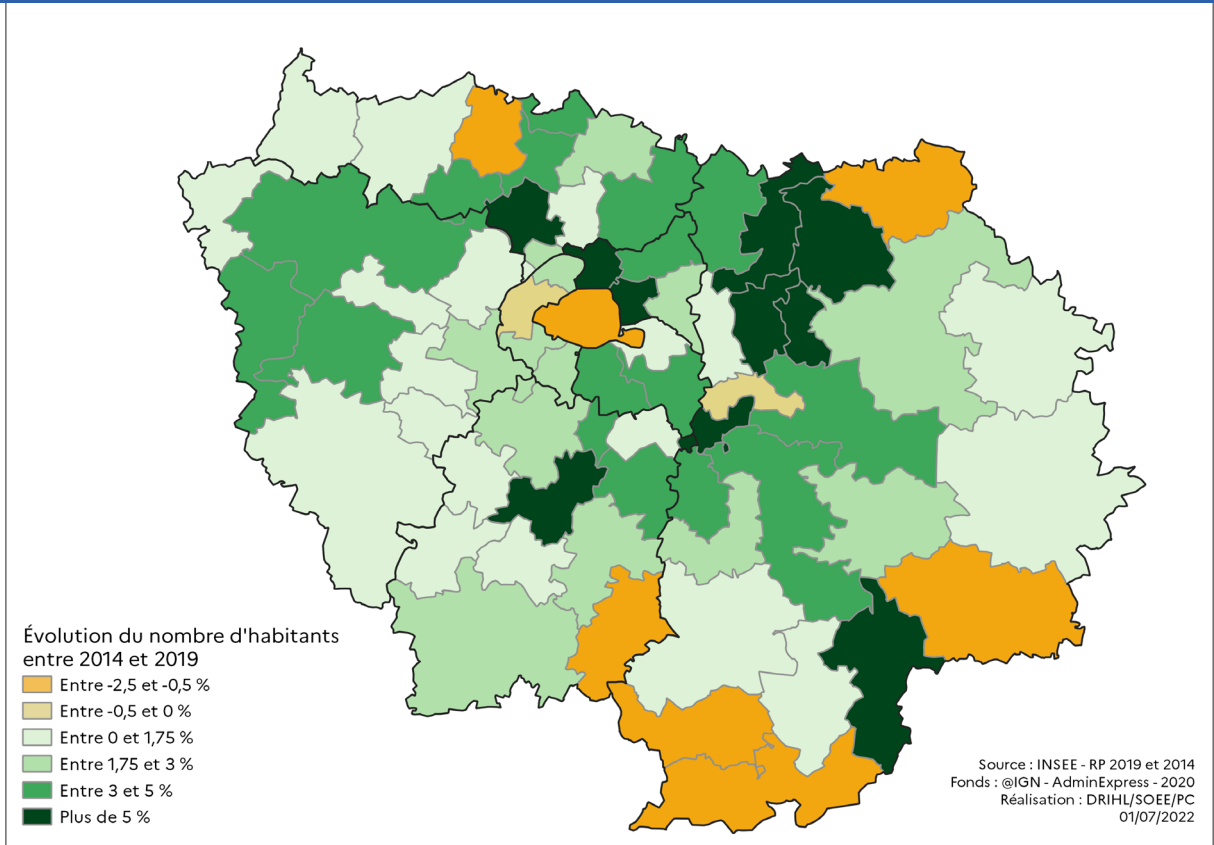 Évolution du nombre d'habitants
entre 2014 et 2019
Entre -2,5 et -0,5 %
Entre -0,5 et 0 %
Entre 0 et 1,75 %
Entre 1,75 et 3 %
Entre 3 et 5 %
Plus de 5 %
Source : INSEE - RP 2019 et 2014
Fonds : @IGN - AdminExpress - 2020
Réalisation : DRIHL/SOEE/PC
01/07/2022